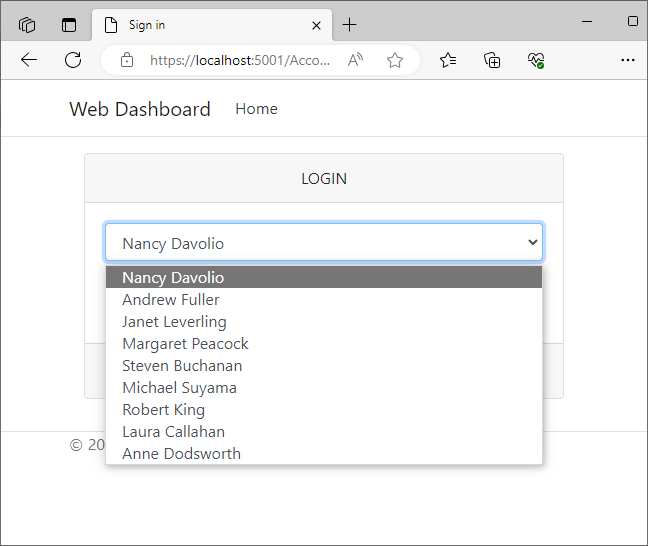 Sign in
https://localhost:5001/Acco...
Web Dashboard Home
LOGIN
Nancy Davolio
Nancy Davolio
Andrew Fuller
Janet Leverling
Margaret Peacock
Steven Buchanan
Michael Suyama
Robert King
Laura Callahan
Anne Dodsworth
© 20